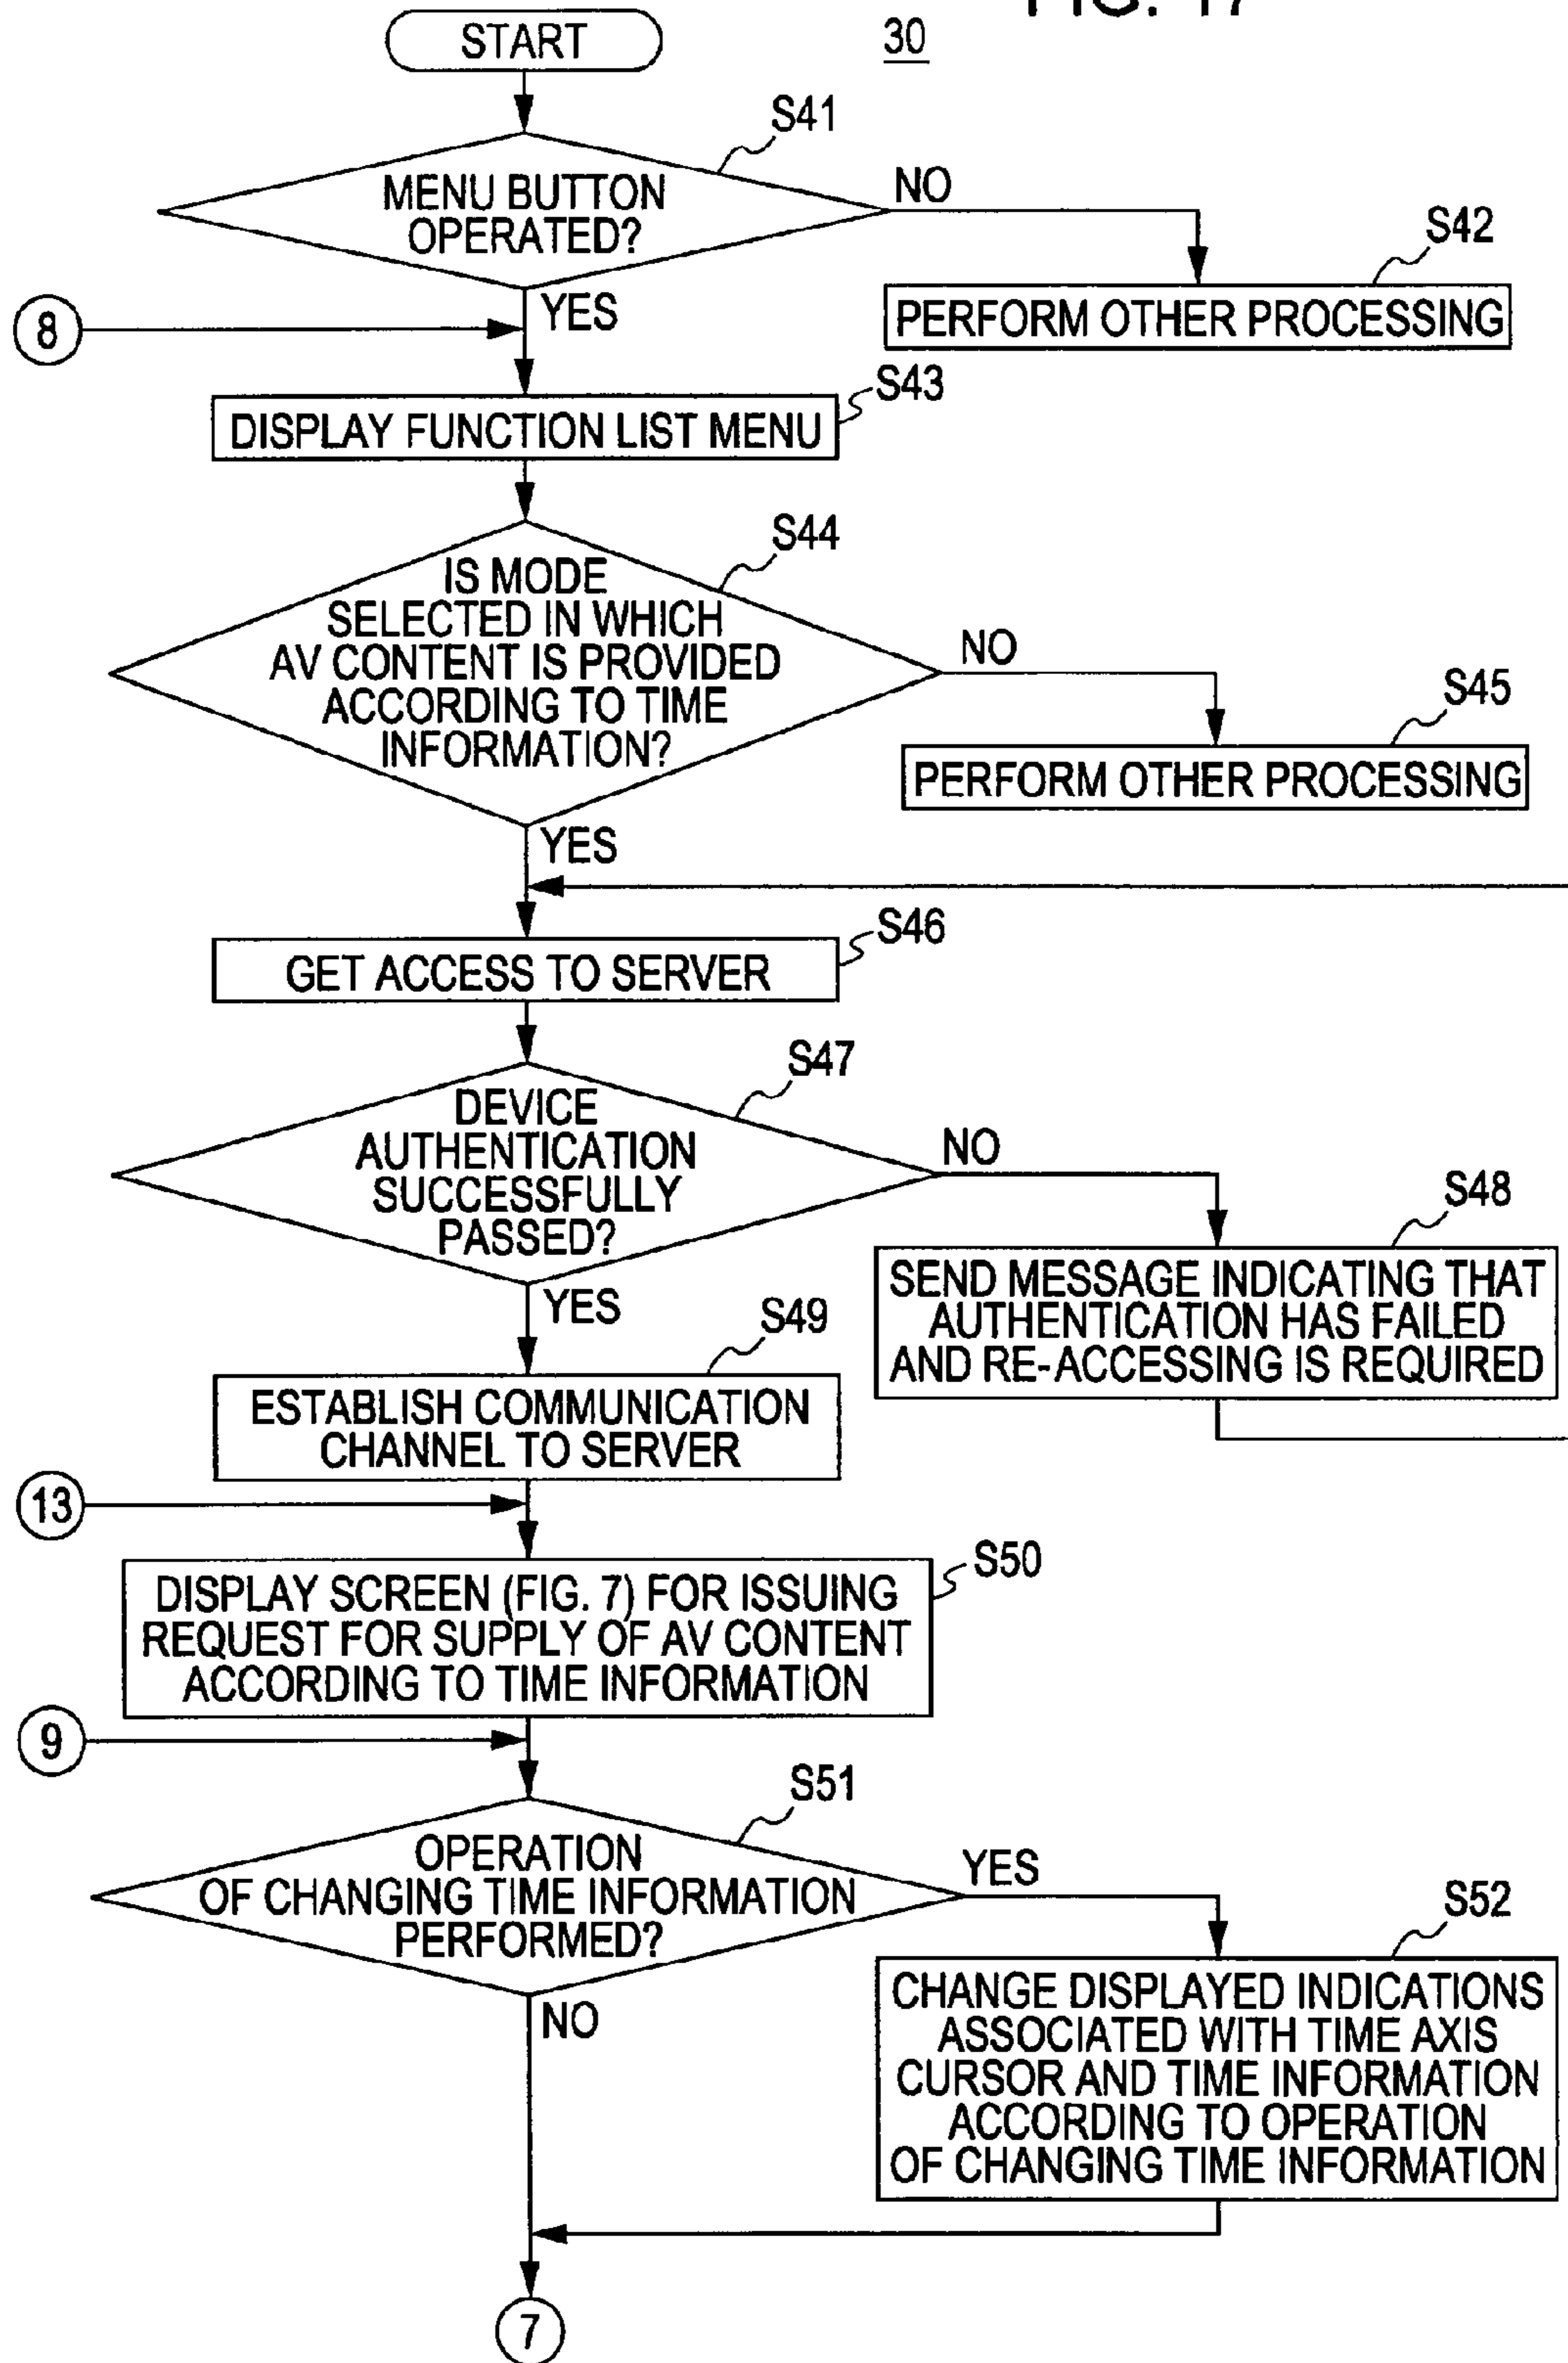 FIG. 17
START
30
S41
MENU BUTTON
OPERATED?
NO
S42
PERFORM OTHER PROCESSING
YES
8
S43
DISPLAY FUNCTION LIST MENU
S44
IS MODE
SELECTED IN WHICH
AV CONTENT IS PROVIDED
ACCORDING TO TIME
INFORMATION?
NO
S45
PERFORM OTHER PROCESSING
YES
S46
GET ACCESS TO SERVER
S47
DEVICE
AUTHENTICATION
SUCCESSFULLY
PASSED?
NO
S48
SEND MESSAGE INDICATING THAT
AUTHENTICATION HAS FAILED
AND RE-ACCESSING IS REQUIRED
YES
S49
ESTABLISH COMMUNICATION
CHANNEL TO SERVER
13
S50
DISPLAY SCREEN (FIG. 7) FOR ISSUING
REQUEST FOR SUPPLY OF AV CONTENT
ACCORDING TO TIME INFORMATION
9
S51
OPERATION
OF CHANGING TIME INFORMATION
PERFORMED?
YES
S52
CHANGE DISPLAYED INDICATIONS
ASSOCIATED WITH TIME AXIS
CURSOR AND TIME INFORMATION
ACCORDING TO OPERATION
OF CHANGING TIME INFORMATION
NO
7